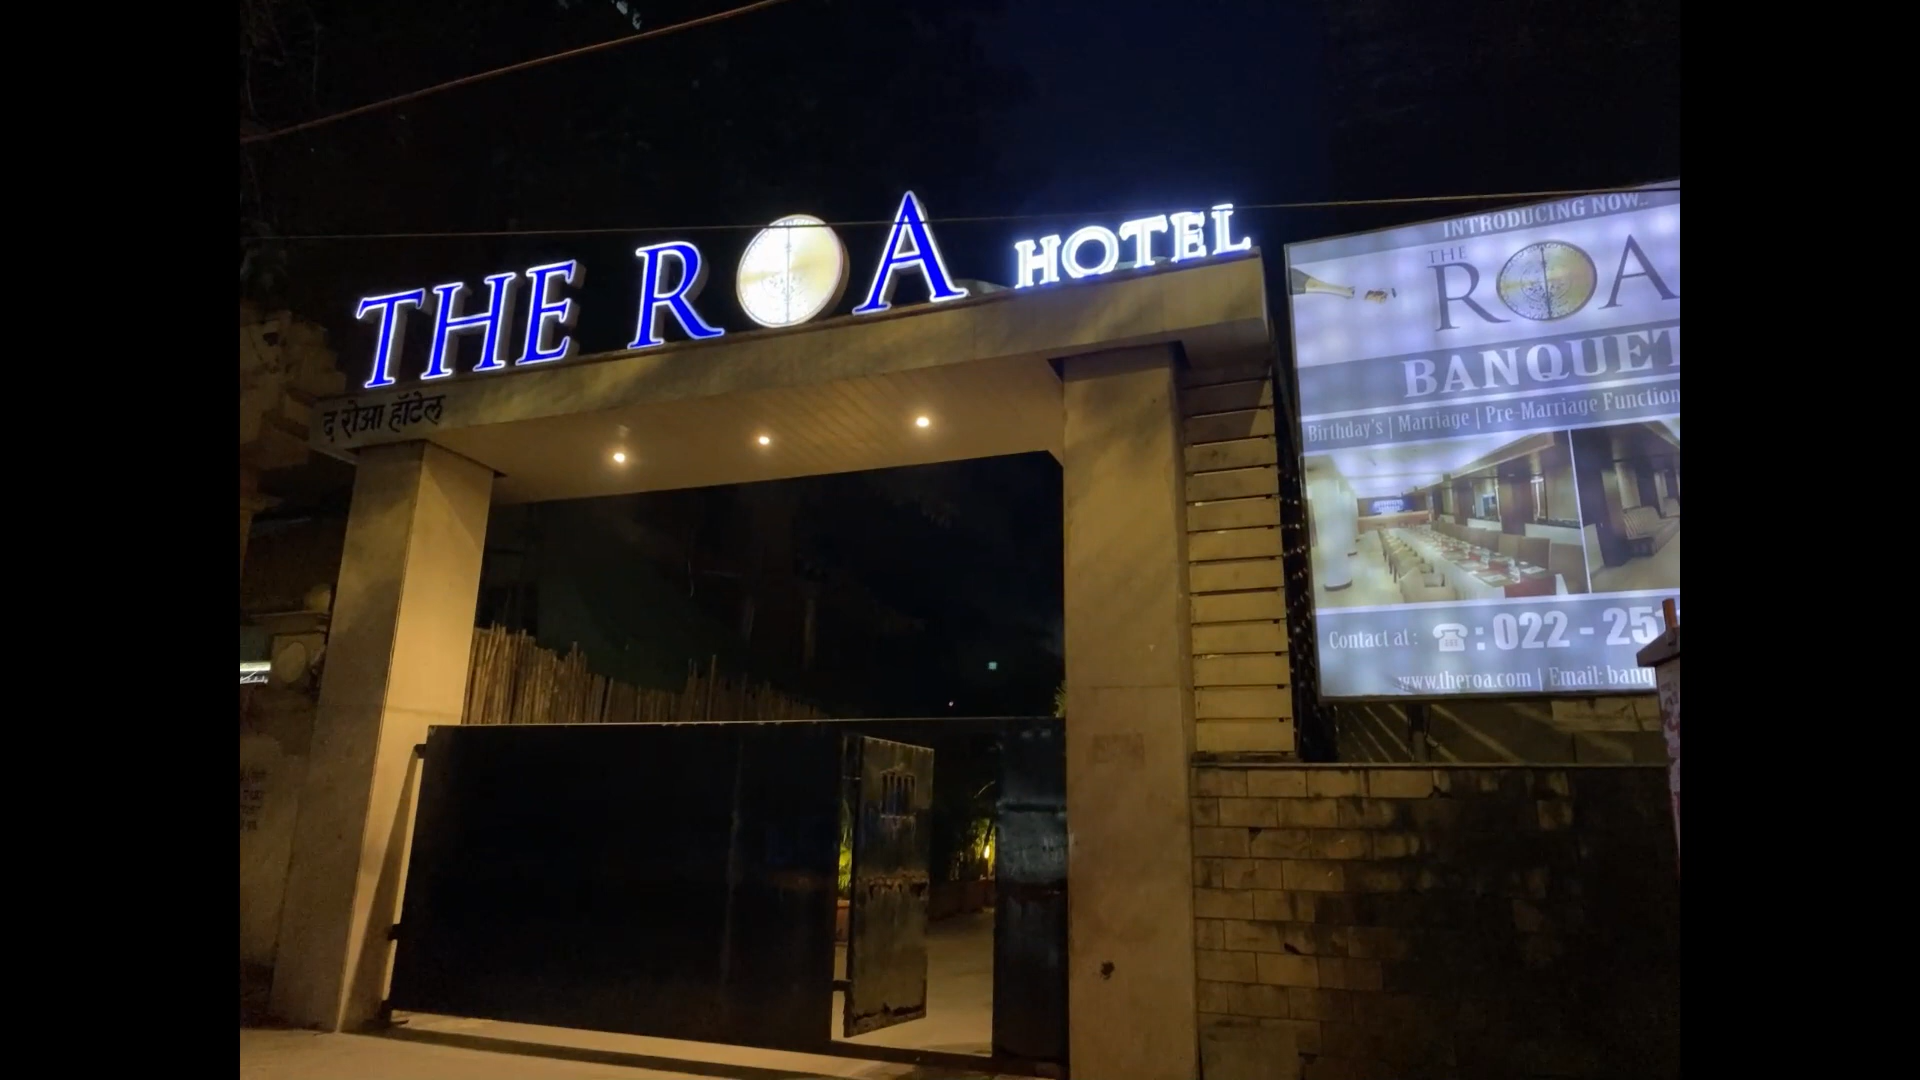 THE ROA HOTEL
द रोआ हॉटेल
INTRODUCING NOW..
THE
ROA
BANQUET
Birthday's | Marriage | Pre-Marriage Function
Contact at : : 022 - 25
www.theroa.com | Email: banq